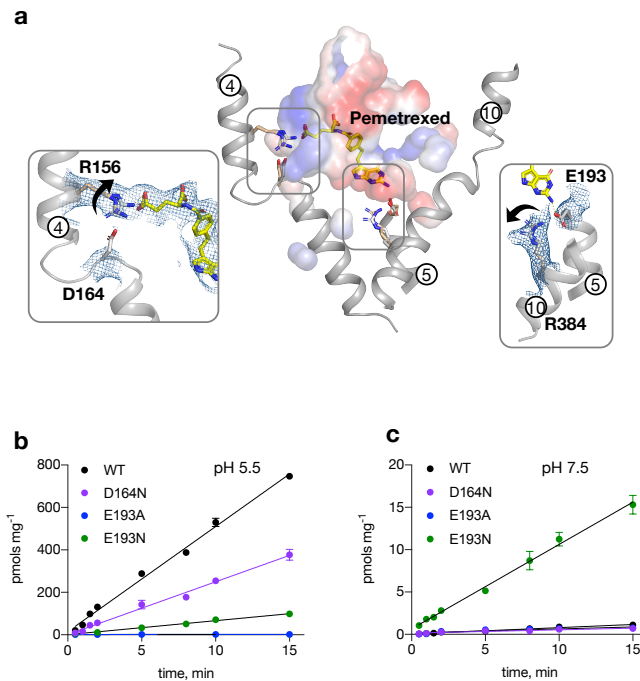 a
4
10
Pemetrexed
R156
4
D164
5
E193
5
10
R384
b
pH 5.5
WT
D164N
E193A
E193N
pmols mg-1
800
600
400
200
0
0
5
10
15
time, min
c
pH 7.5
WT
D164N
E193A
E193N
pmols mg-1
20
15
10
5
0
0
5
10
15
time, min